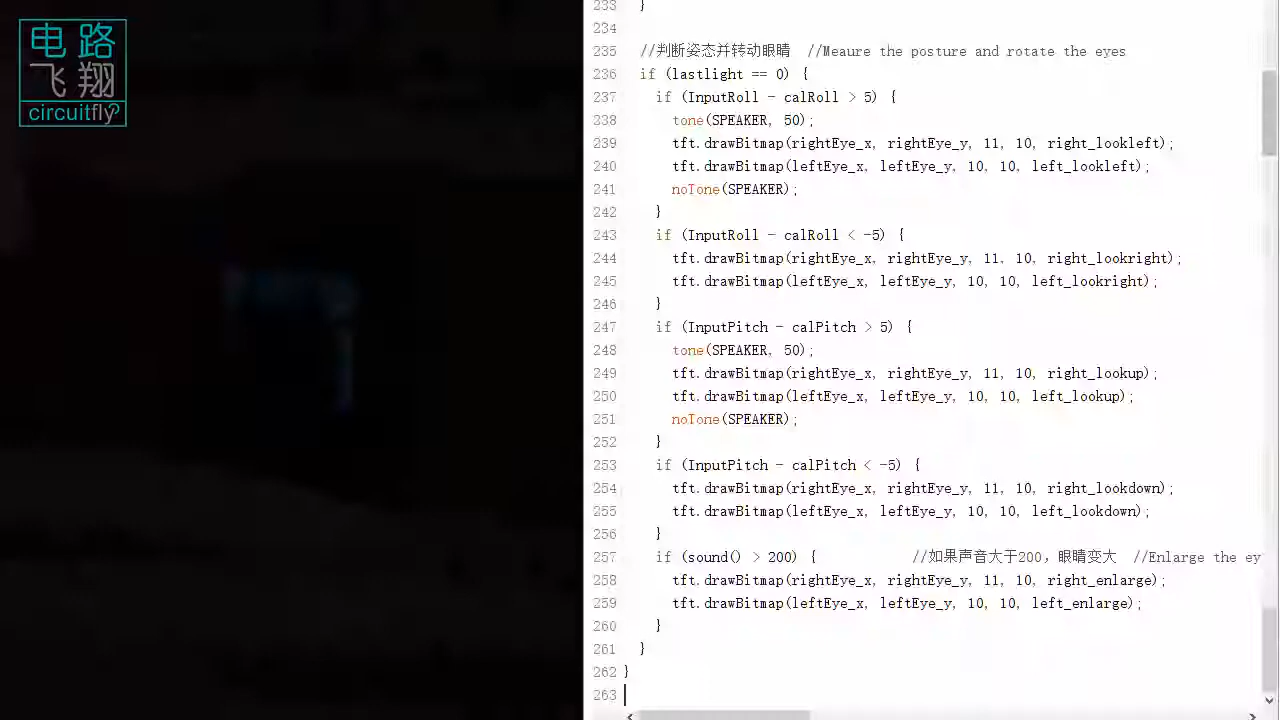 电路
飞翔
circuitfly
233 }
234
235 //判断姿态并转动眼睛 //Meaure the posture and rotate the eyes
236 if (lastlight == 0) {
237 if (InputRoll - calRoll > 5) {
238 tone(SPEAKER, 50);
239 tft.drawBitmap(rightEye_x, rightEye_y, 11, 10, right_lookleft);
240 tft.drawBitmap(leftEye_x, leftEye_y, 10, 10, left_lookleft);
241 noTone(SPEAKER);
242 }
243 if (InputRoll - calRoll < -5) {
244 tft.drawBitmap(rightEye_x, rightEye_y, 11, 10, right_lookright);
245 tft.drawBitmap(leftEye_x, leftEye_y, 10, 10, left_lookright);
246 }
247 if (InputPitch - calPitch > 5) {
248 tone(SPEAKER, 50);
249 tft.drawBitmap(rightEye_x, rightEye_y, 11, 10, right_lookup);
250 tft.drawBitmap(leftEye_x, leftEye_y, 10, 10, left_lookup);
251 noTone(SPEAKER);
252 }
253 if (InputPitch - calPitch < -5) {
254 tft.drawBitmap(rightEye_x, rightEye_y, 11, 10, right_lookdown);
255 tft.drawBitmap(leftEye_x, leftEye_y, 10, 10, left_lookdown);
256 }
257 if (sound() > 200) { //如果声音大于200，眼睛变大 //Enlarge the ey
258 tft.drawBitmap(rightEye_x, rightEye_y, 11, 10, right_enlarge);
259 tft.drawBitmap(leftEye_x, leftEye_y, 10, 10, left_enlarge);
260 }
261 }
262 }
263